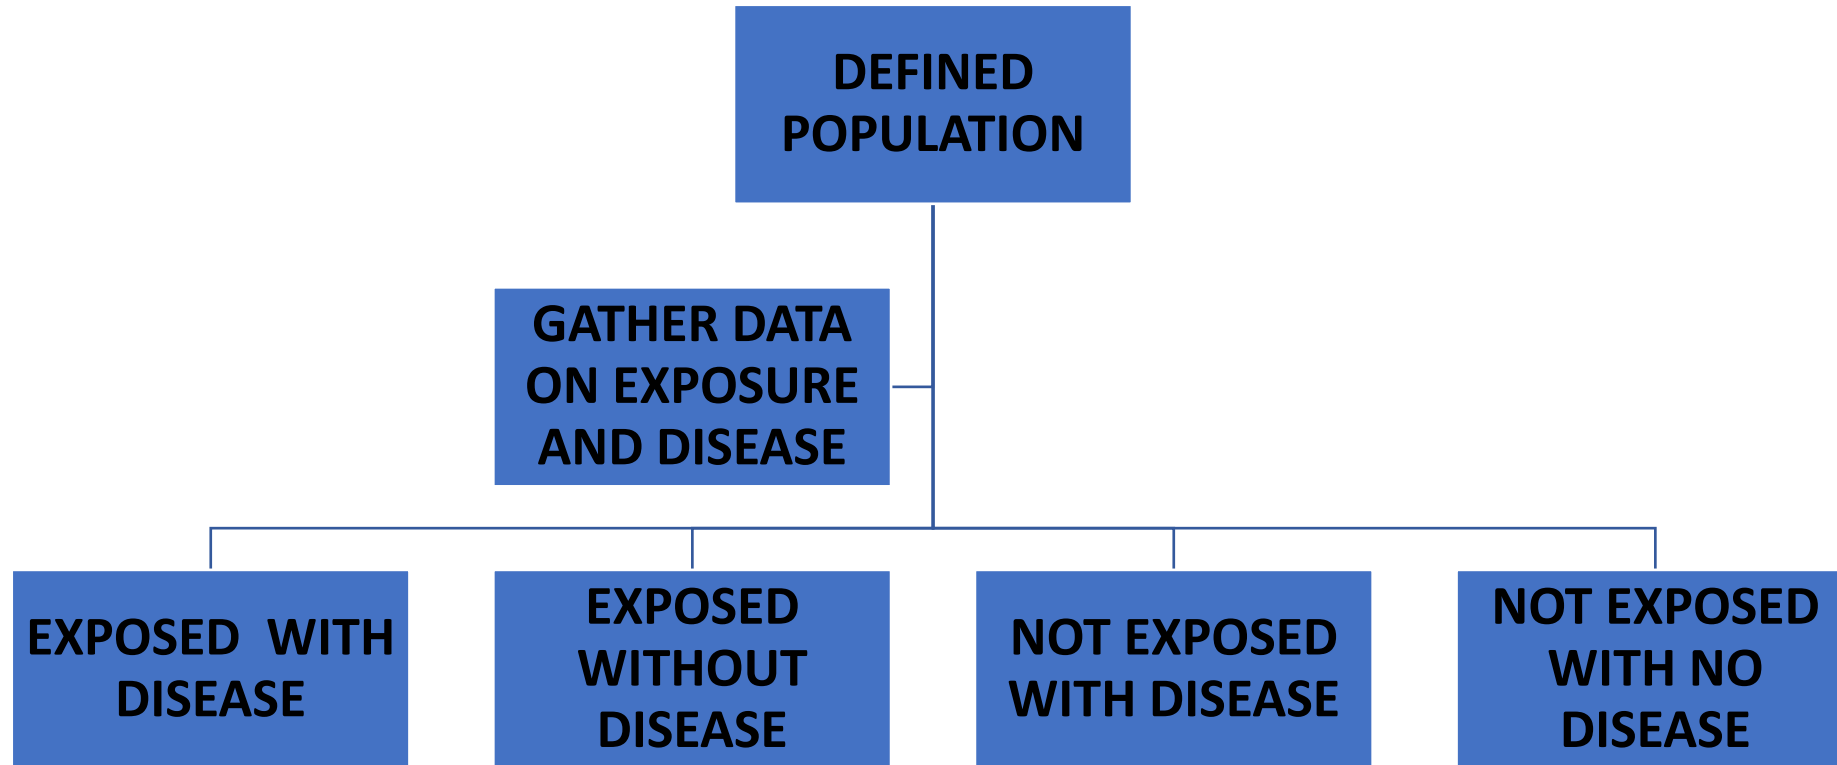 DEFINED
POPULATION
GATHER DATA
ON EXPOSURE
AND DISEASE
EXPOSED  WITH
DISEASE
EXPOSED
WITHOUT
DISEASE
NOT EXPOSED
WITH DISEASE
NOT EXPOSED
WITH NO
DISEASE